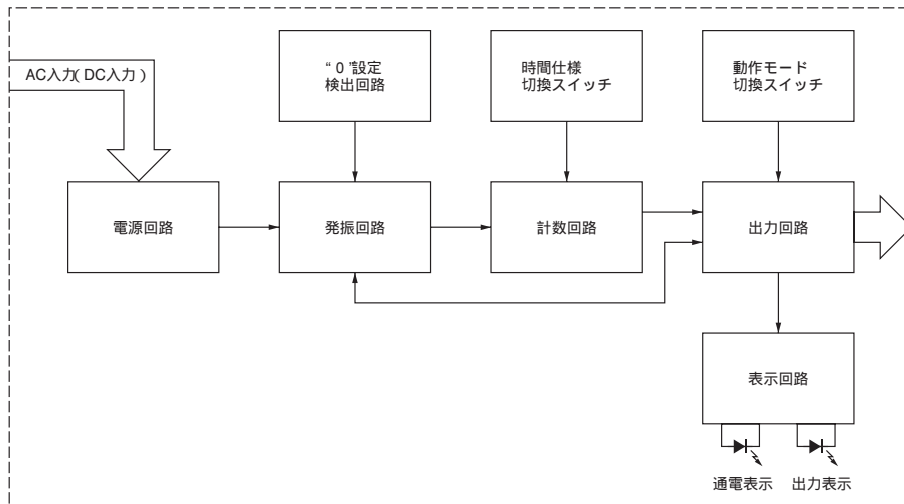 AC入力(DC入力)
“0”設定
検出回路
時間仕様
切換スイッチ
動作モード
切換スイッチ
電源回路
発振回路
計数回路
出力回路
表示回路
通電表示
出力表示